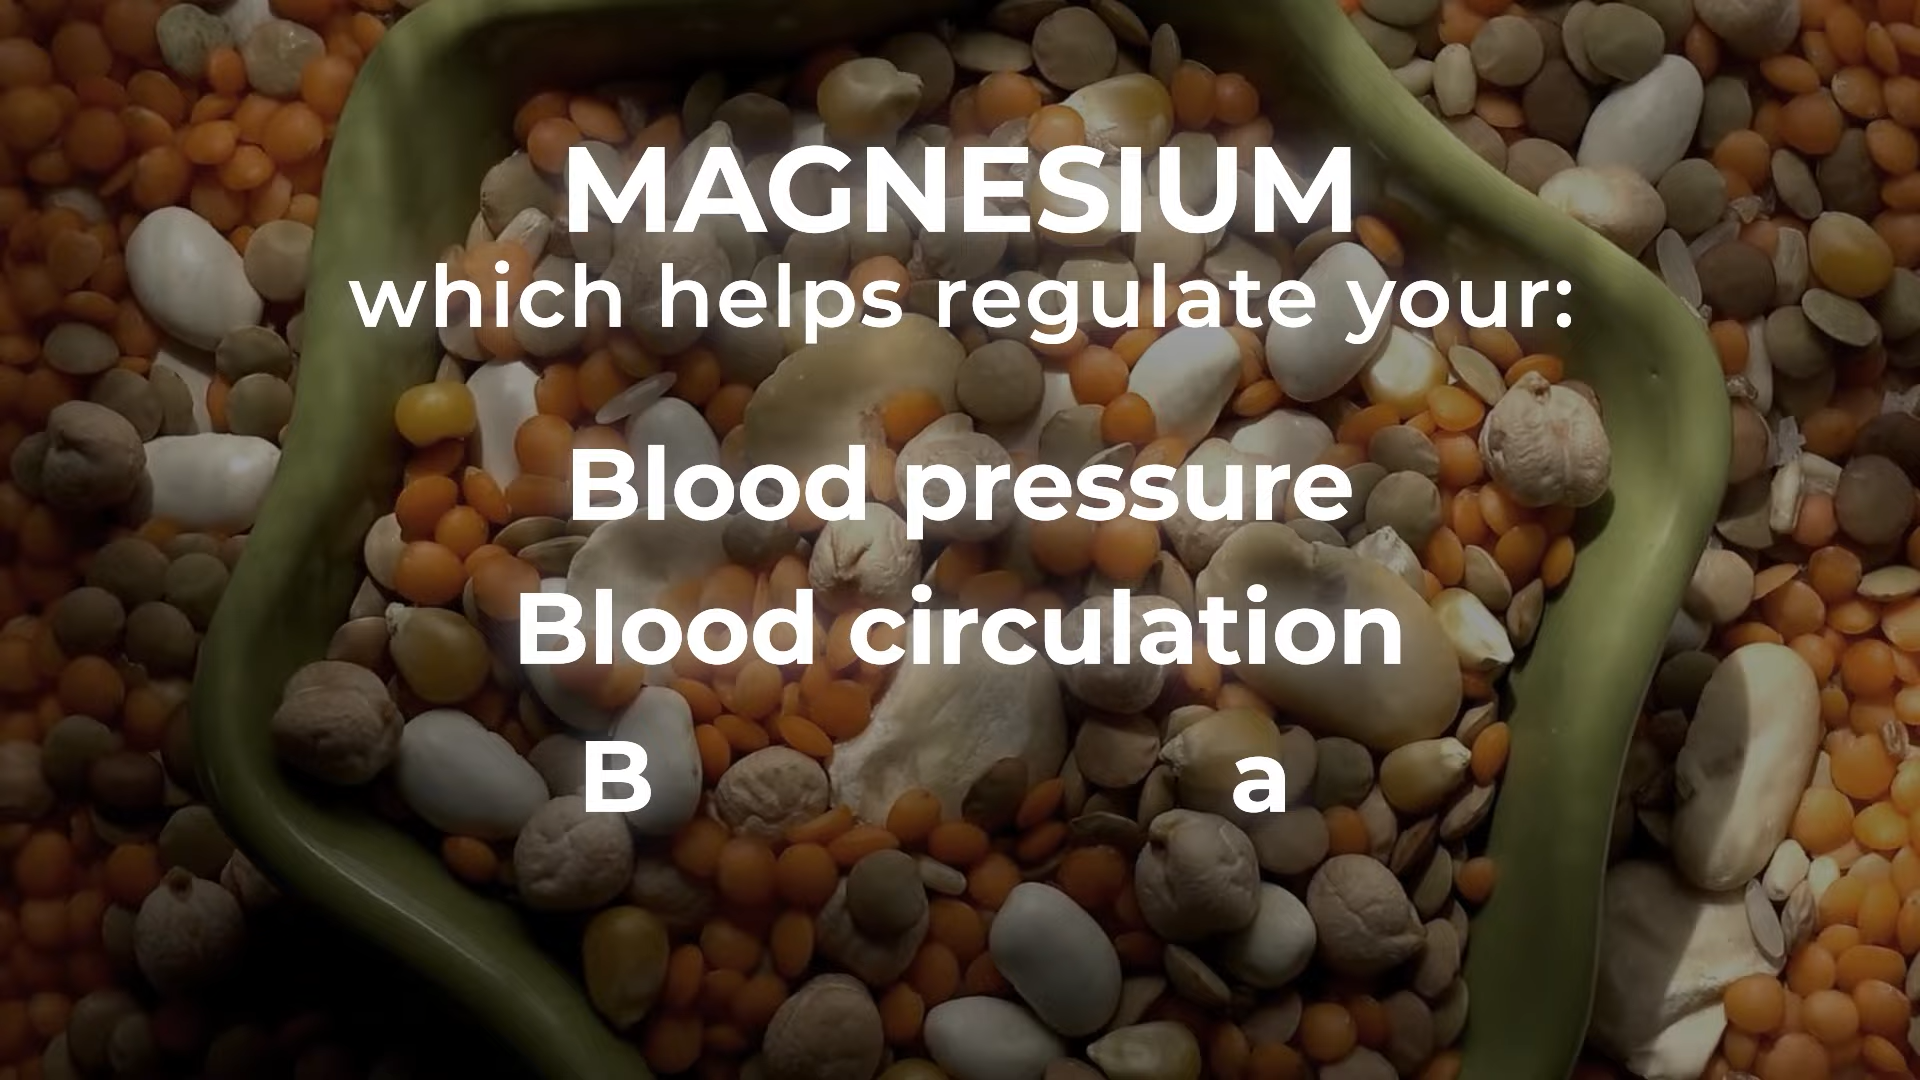 MAGNESIUM
which helps regulate your:
Blood pressure
Blood circulation
B a